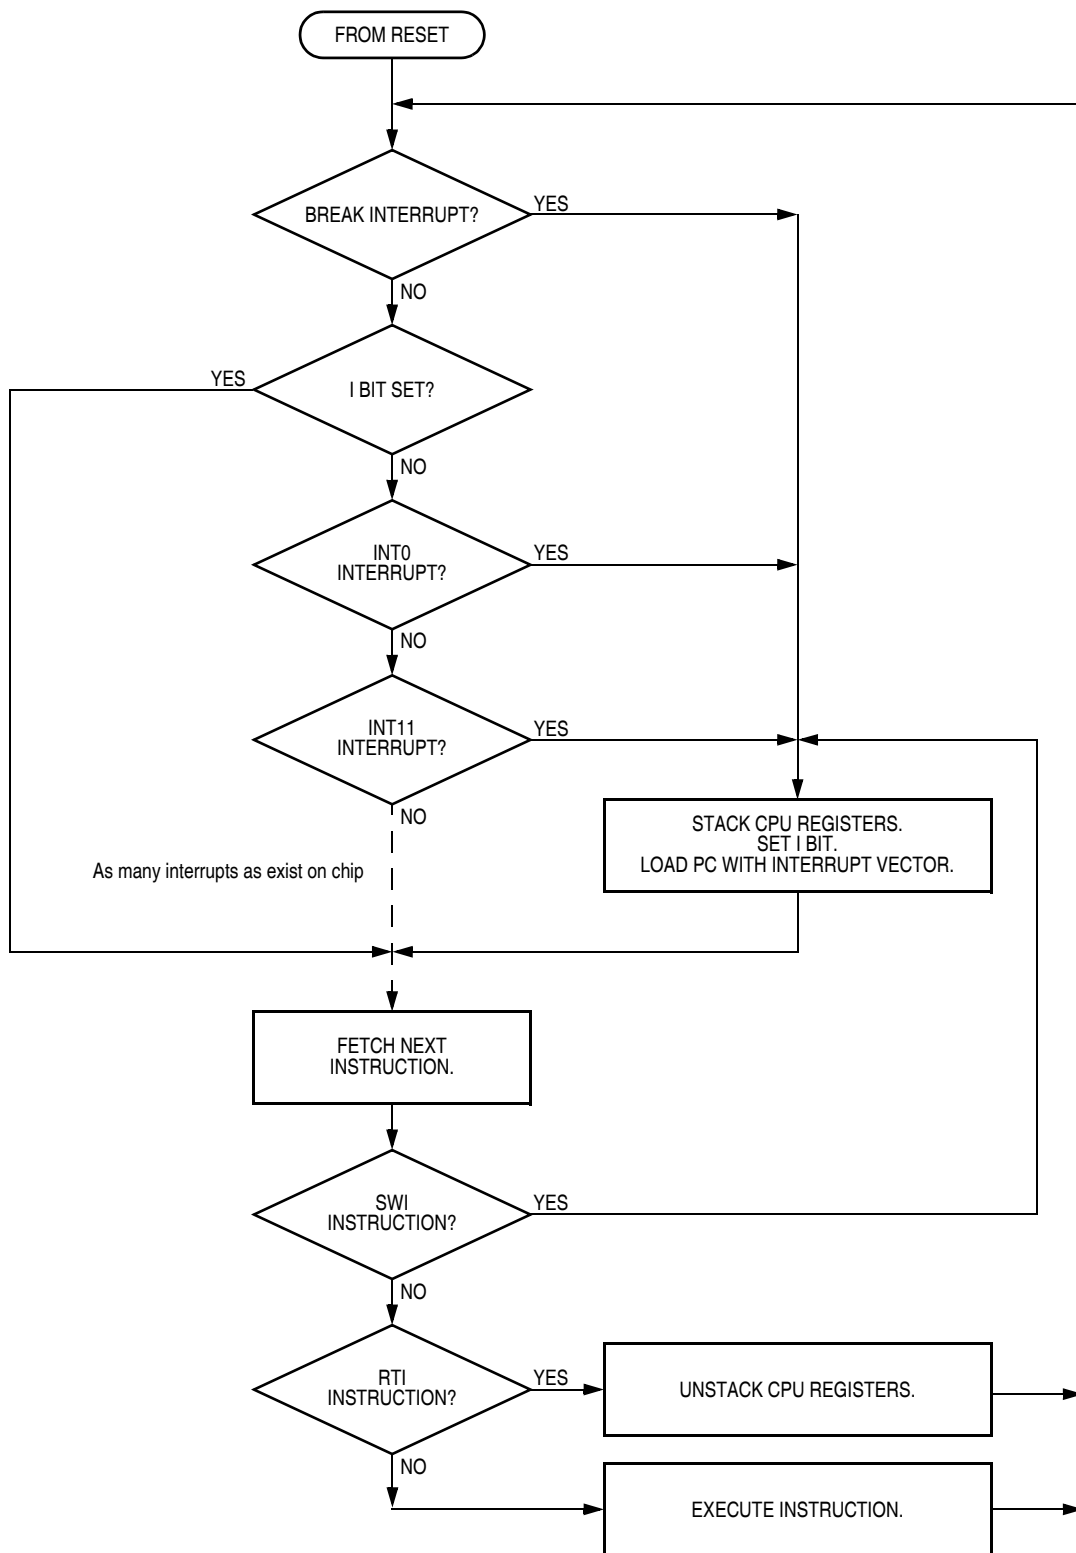 FROM RESET
BREAK INTERRUPT?
YES
NO
YES
I BIT SET?
NO
INT0
INTERRUPT?
YES
NO
INT11
INTERRUPT?
YES
NO
STACK CPU REGISTERS.
SET I BIT.
LOAD PC WITH INTERRUPT VECTOR.
As many interrupts as exist on chip
FETCH NEXT
INSTRUCTION.
SWI
INSTRUCTION?
YES
NO
RTI
INSTRUCTION?
YES
UNSTACK CPU REGISTERS.
NO
EXECUTE INSTRUCTION.